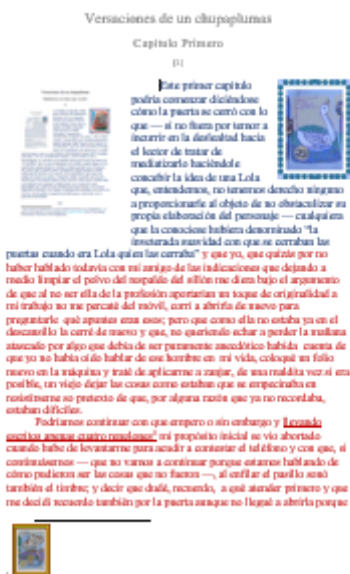 Versaciones de un chupaplumas
Capítulo Primero
[1]
Este primer capítulo
podría comenzar diciéndose
cómo la puerta se cerró con lo
que — si no fuera por temor a
incurrir en la deslealtad hacia
el lector de tratar de
mediatizarlo haciéndole
concebir la idea de una Lola
que, entendemos, no tenemos derecho ninguno
a proporcionarle al objeto de no obstaculizar su
propia elaboración del personaje — cualquiera
que la conociese hubiera denominado "la
inveterada suavidad con que se cerraban las
puertas cuando era Lola quien las cerraba" y que yo, que quizás por no
haber hablado todavía con mi amigo de las indicaciones que dejando a
medio limpiar el polvo del respaldo del sillón me diera bajo el argumento
de que al no ser ella de la profesión aportarían un toque de originalidad a
mi trabajo no me percaté del móvil, corrí a abrirla de nuevo para
preguntarle qué apuntes eran esos; pero que como ella no estaba ya en el
descansillo la cerré de nuevo y que, no queriendo echar a perder la mañana
atascado por algo que debía de ser puramente anecdótico habida cuenta de
que yo no había oído hablar de ese hombre en mi vida, coloqué un folio
nuevo en la máquina y traté de aplicarme a zanjar, de una maldita vez si era
posible, un viejo dejar las cosas como estaban que se empecinaba en
resistírseme so pretexto de que, por alguna razón que ya no recordaba,
estaban difíciles.
Podríamos continuar con que empero o sin embargo y llevando
escritos apenas cuatro renglones mi propósito inicial se vio abortado
cuando hube de levantarme para acudir a contestar el teléfono y con que, si
continuásemos — que no vamos a continuar porque estamos hablando de
cómo pudieron ser las cosas que no fueron —, al enfilar el pasillo sonó
también el timbre; y decir que dudé, recuerdo, a qué atender primero y que
me decidí recuerdo también por la puerta aunque no llegué a abrirla porque